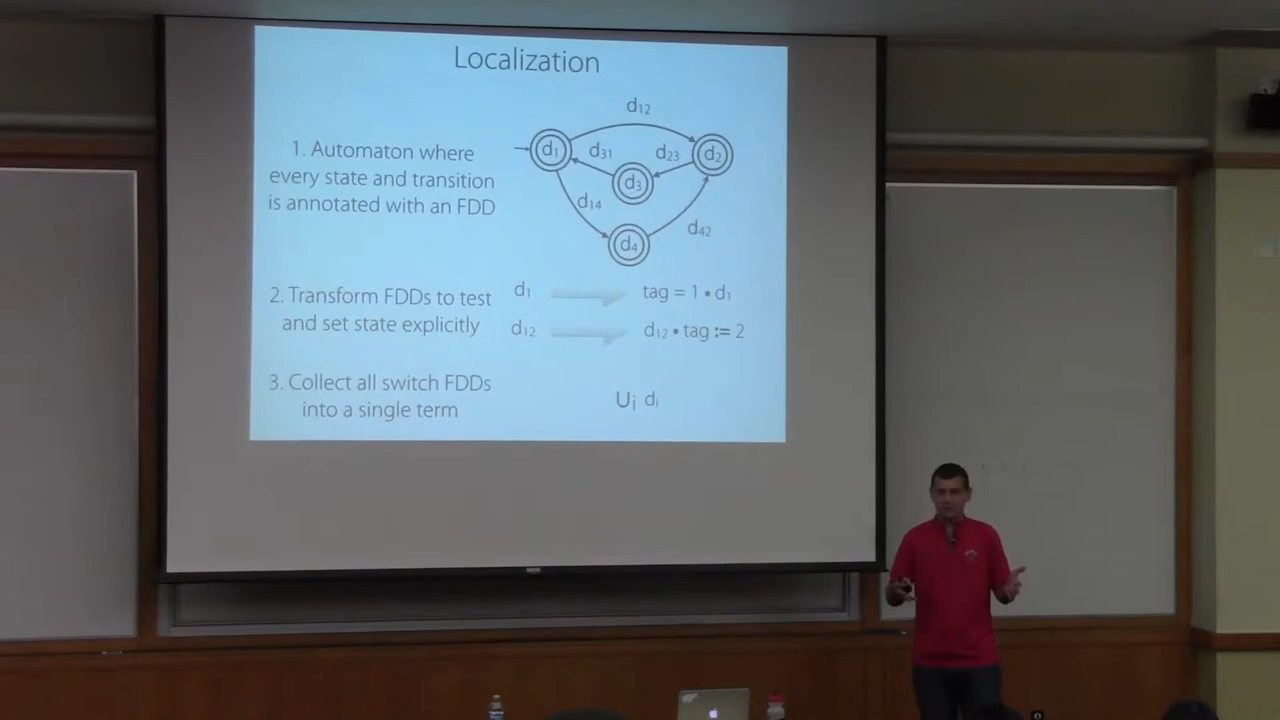 Localization
1. Automaton where
every state and transition
is annotated with an FDD
d12
d1
d31
d23
d2
d3
d14
d42
d4
2. Transform FDDs to test
and set state explicitly
d1
tag = 1 • d1
d12
d12 • tag := 2
3. Collect all switch FDDs
into a single term
Ui di